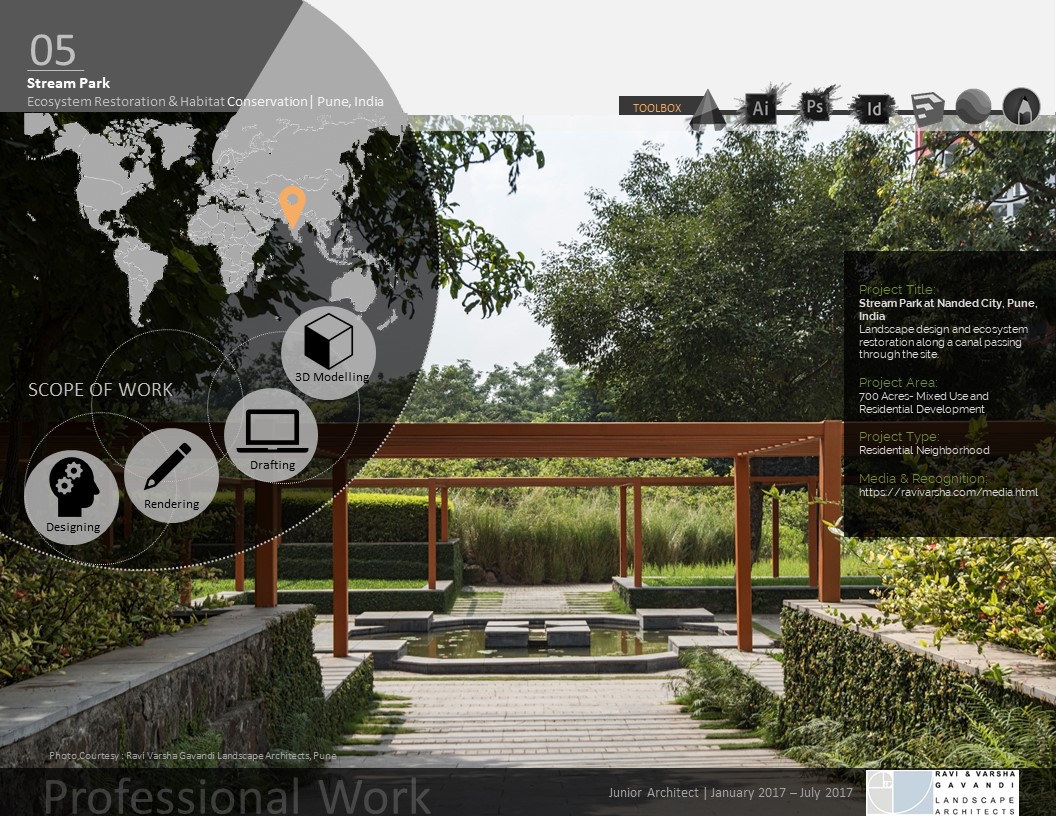 05
Stream Park
Ecosystem Restoration & Habitat Conservation| Pune, India
TOOLBOX
Ai
Ps
Id
Project Title:
Stream Park at Nanded City, Pune,
India
Landscape design and ecosystem
restoration along a canal passing
through the site.
Project Area:
700 Acres- Mixed Use and
Residential Development
Project Type:
Residential Neighborhood
Media & Recognition
https://ravivarsha.com/media.html
SCOPE OF WORK
3D Modelling
Drafting
Rendering
Designing
Photo Courtesy : Ravi Varsha Gavandi Landscape Architects, Pune
Professional Work
Junior Architect | January 2017 – July 2017
RAVI & VARSHA
GAVANDI
LANDSCAPE
ARCHITECTS